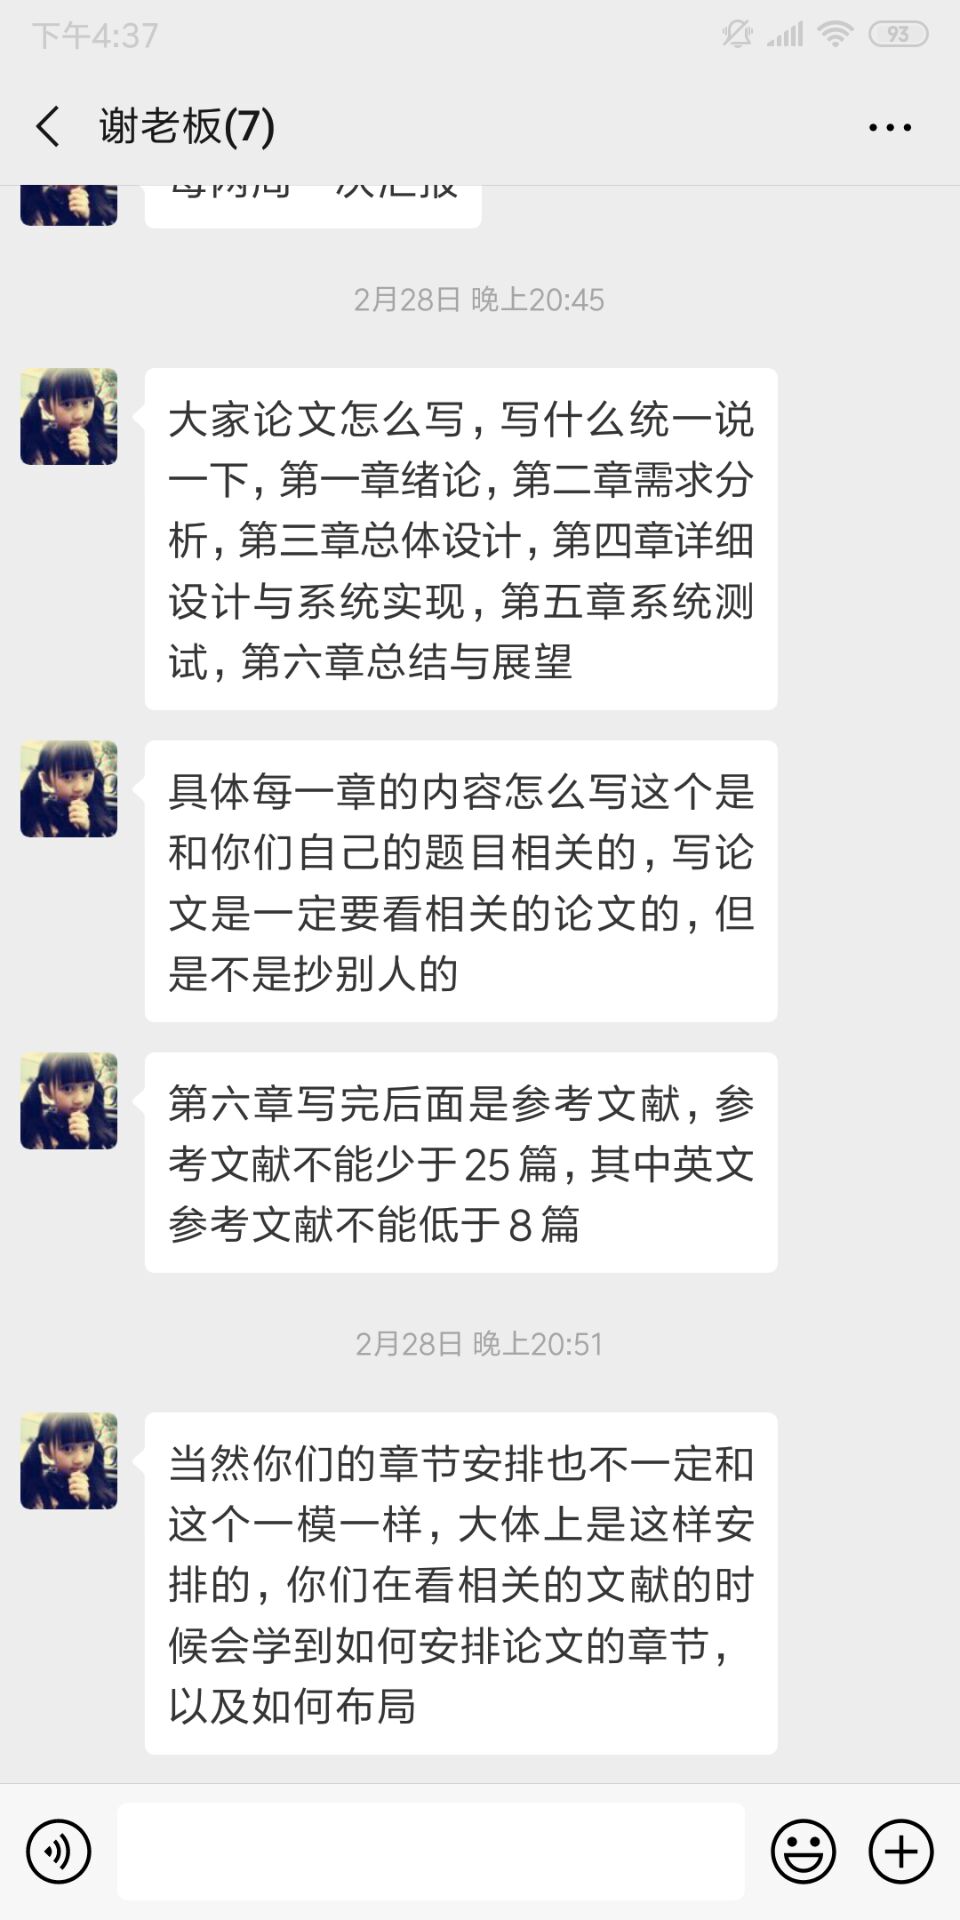 下午4:37
93
谢老板(7)
每两周一次汇报
2月28日 晚上20:45
大家论文怎么写，写什么统一说
一下，第一章绪论，第二章需求分
析，第三章总体设计，第四章详细
设计与系统实现，第五章系统测
试，第六章总结与展望
具体每一章的内容怎么写这个是
和你们自己的题目相关的，写论
文是一定要看相关的论文的，但
是不是抄别人的
第六章写完后面是参考文献，参
考文献不能少于25篇，其中英文
参考文献不能低于8篇
2月28日 晚上20:51
当然你们的章节安排也不一定和
这个一模一样，大体上是这样安
排的，你们在看相关的文献的时
候会学到如何安排论文的章节，
以及如何布局